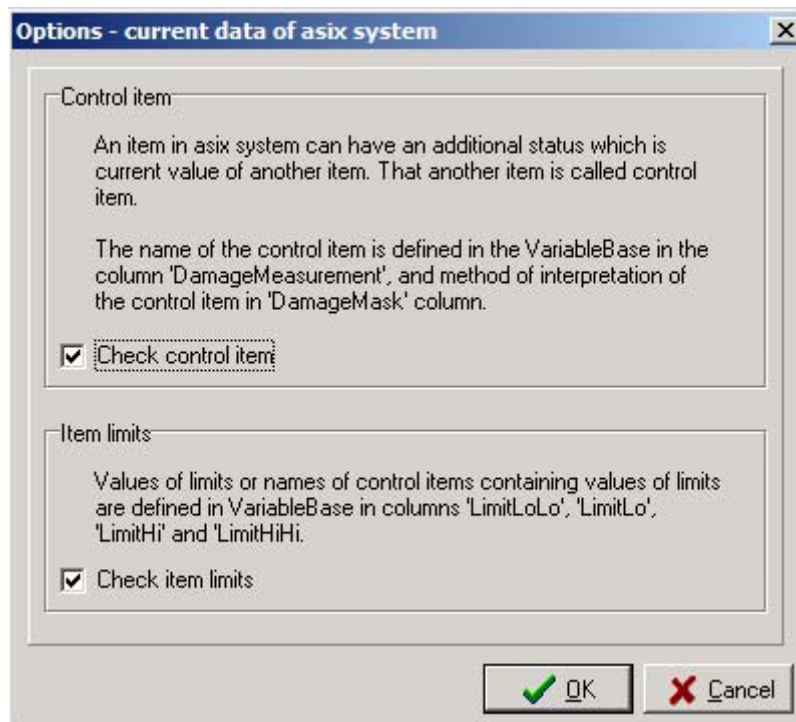 Options - current data of asix system
Control item
An item in asix system can have an additional status which is
current value of another item. That another item is called control
item.
The name of the control item is defined in the VariableBase in the
column 'DamageMeasurement', and method of interpretation of
the control item in 'DamageMask' column.
Check control item
Item limits
Values of limits or names of control items containing values of limits
are defined in VariableBase in columns 'LimitLoLo', 'LimitLo',
'LimitHi' and 'LimitHiHi.
Check item limits
OK
Cancel